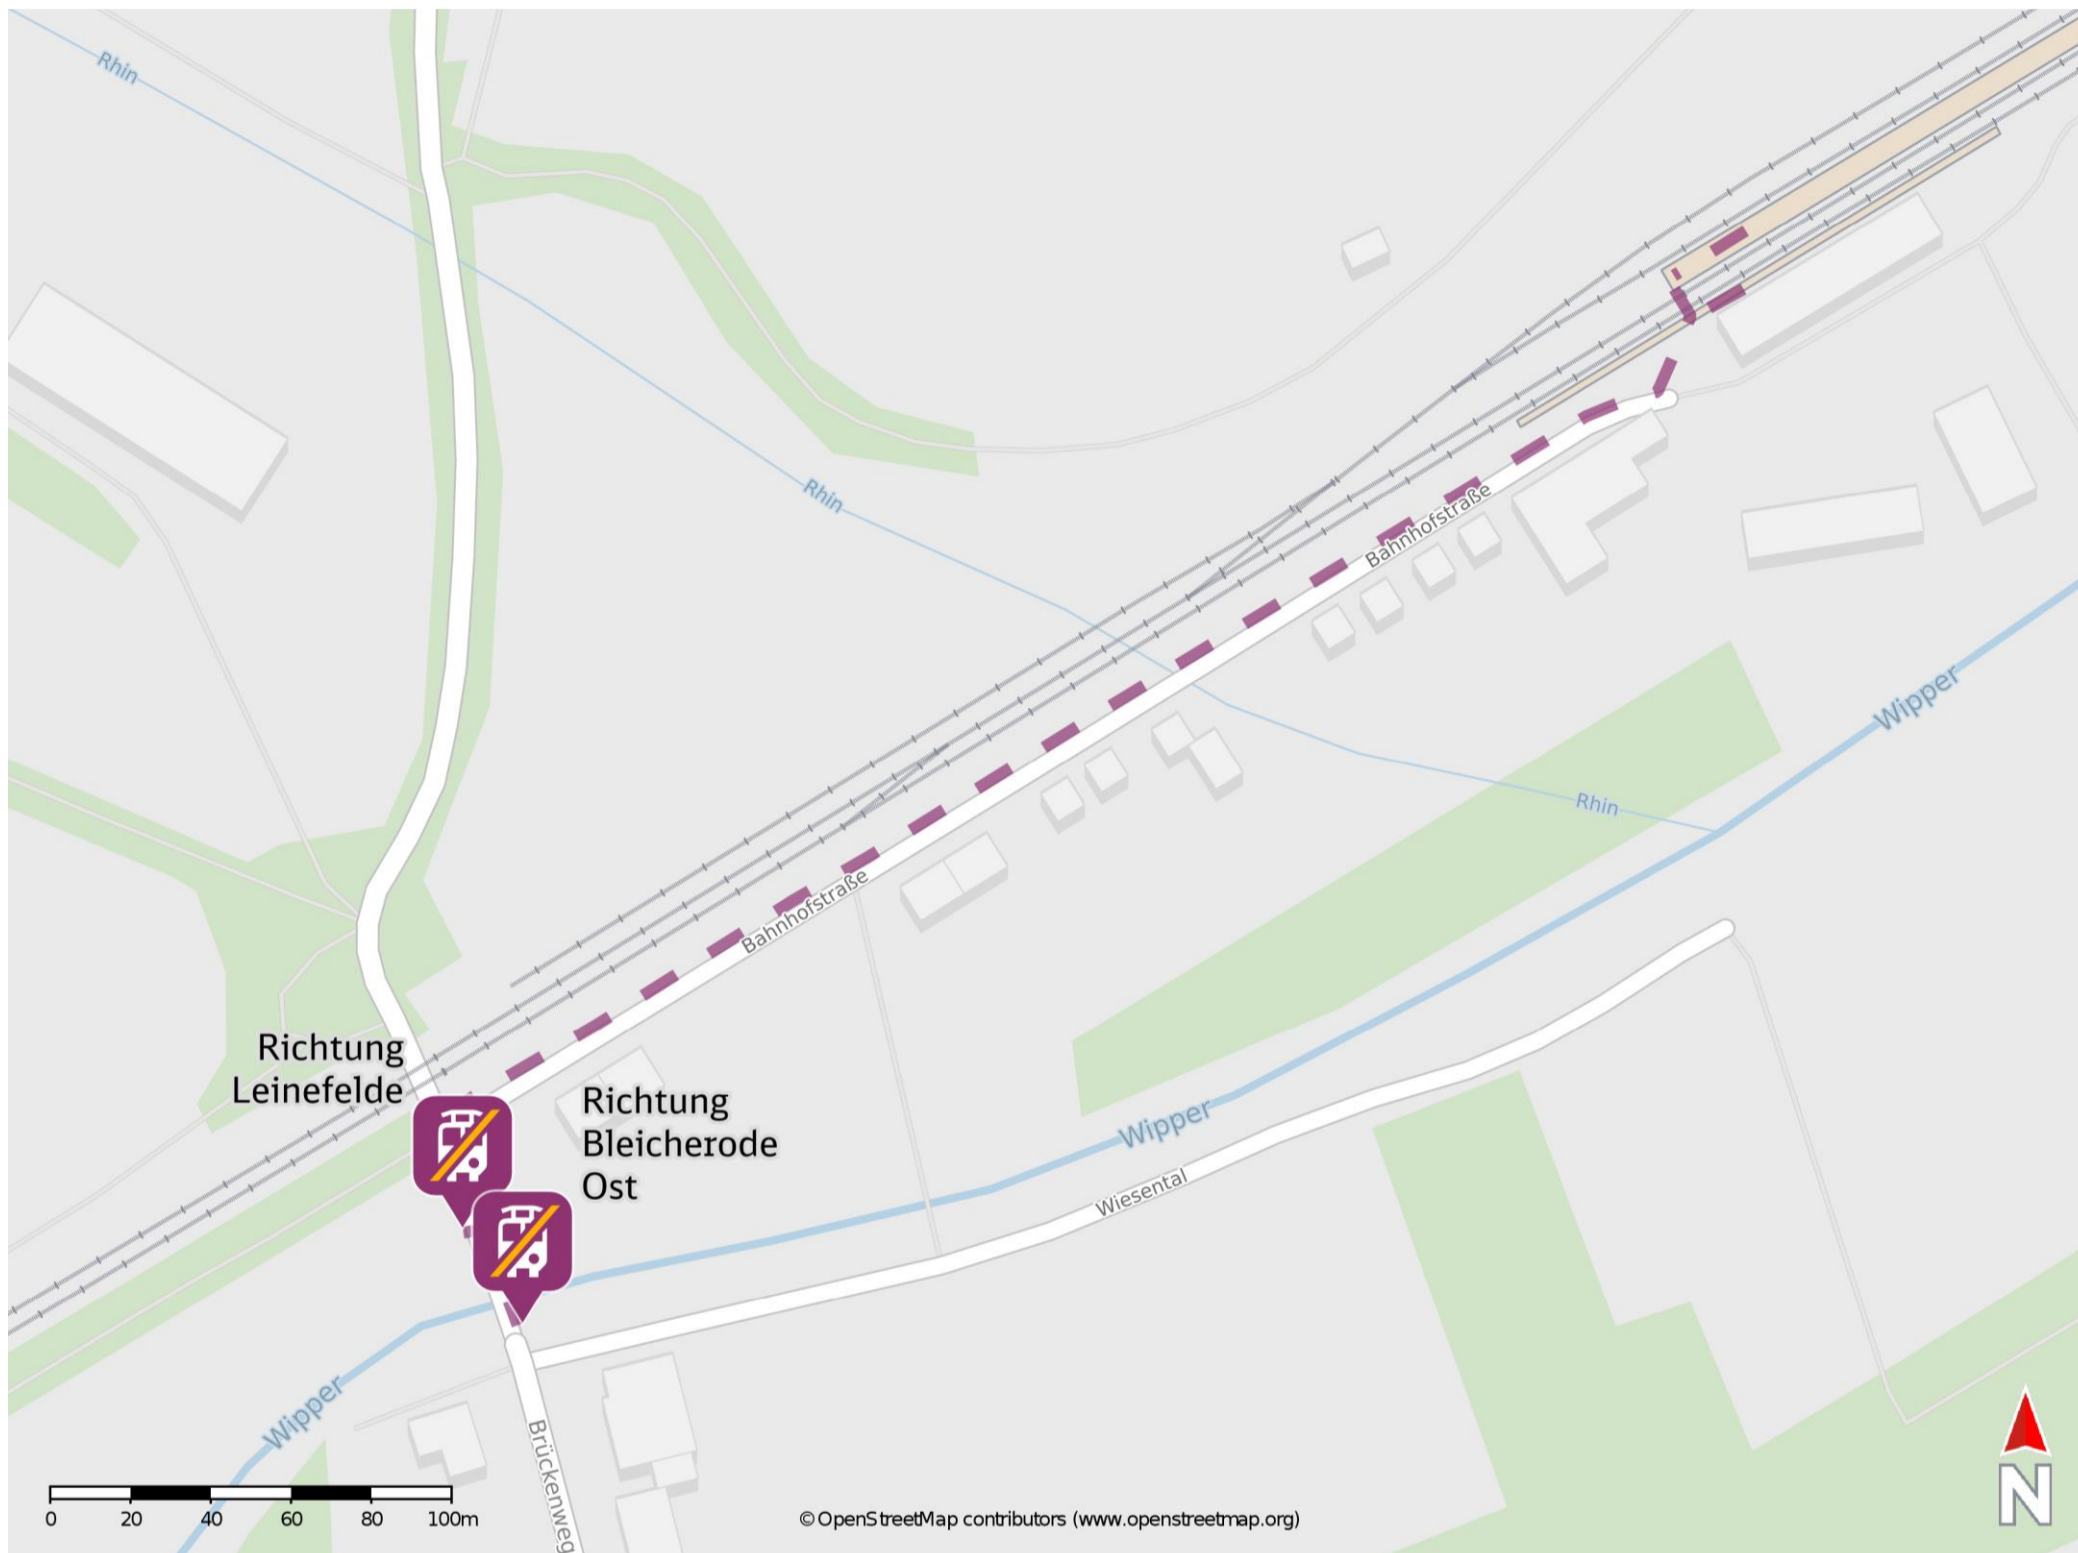 Rhin
Rhin
Bahnhofstraße
Wipper
Rhin
Bahnhofstraße
Richtung
Leinefelde
Richtung
Bleicherode
Ost
Wipper
Wiesental
Wipper
Brückenweg
0 20 40 60 80 100m
© OpenStreetMap contributors (www.openstreetmap.org)
N